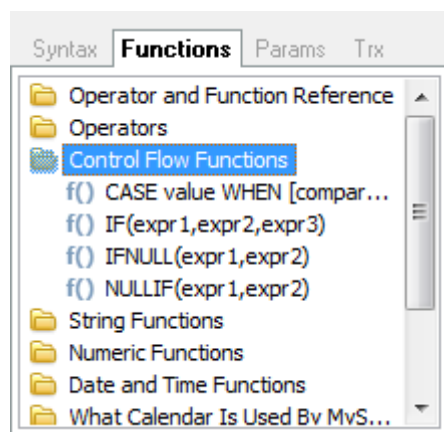 Syntax Functions Params Trx
Operator and Function Reference
Operators
Control Flow Functions
f() CASE value WHEN [compar...
f() IF(expr1,expr2,expr3)
f() IFNULL(expr1,expr2)
f() NULLIF(expr1,expr2)
String Functions
Numeric Functions
Date and Time Functions
What Calendar Is Used By MyS...